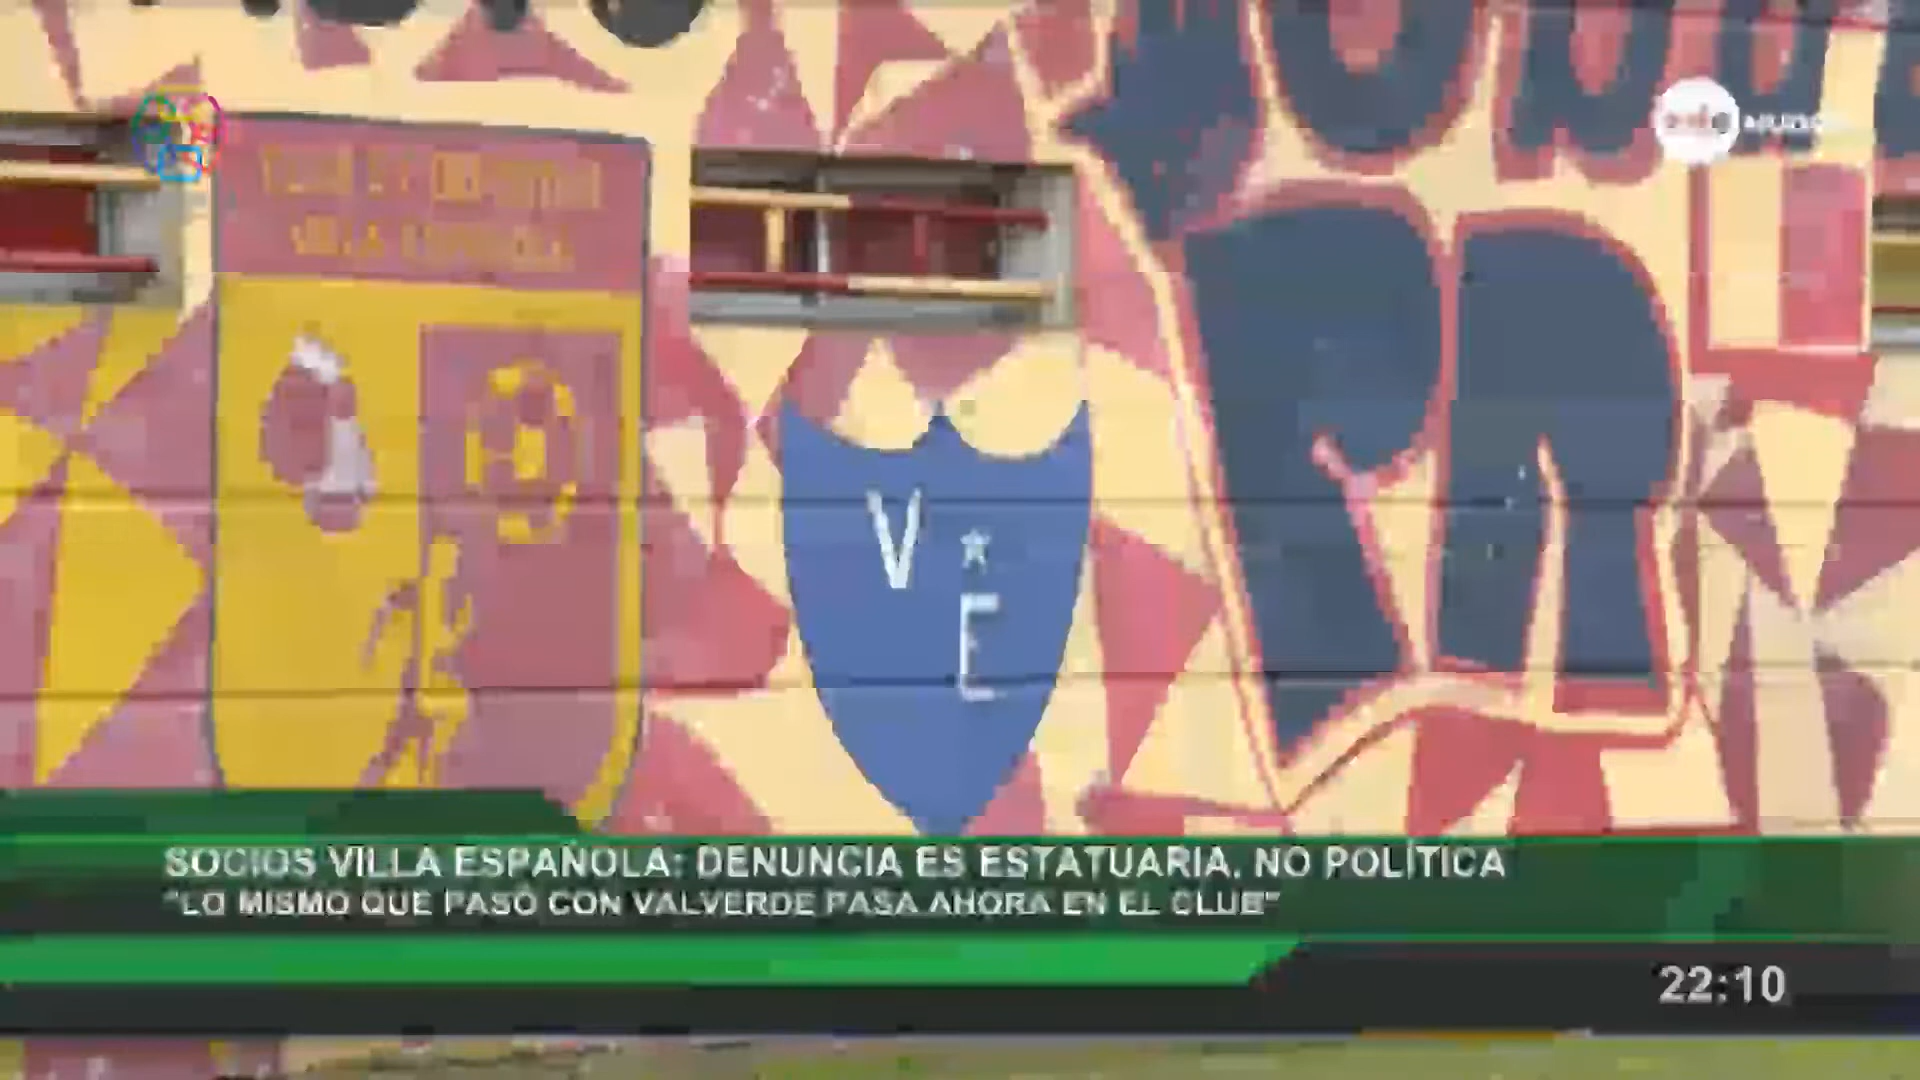 VILLA ESPAÑOLA
V
E
SOCIOS VILLA ESPAÑOLA: DENUNCIA ES ESTATUARIA, NO POLÍTICA
"LO MISMO QUE PASÓ CON VALVERDE PASA AHORA EN EL CLUB"
22:10